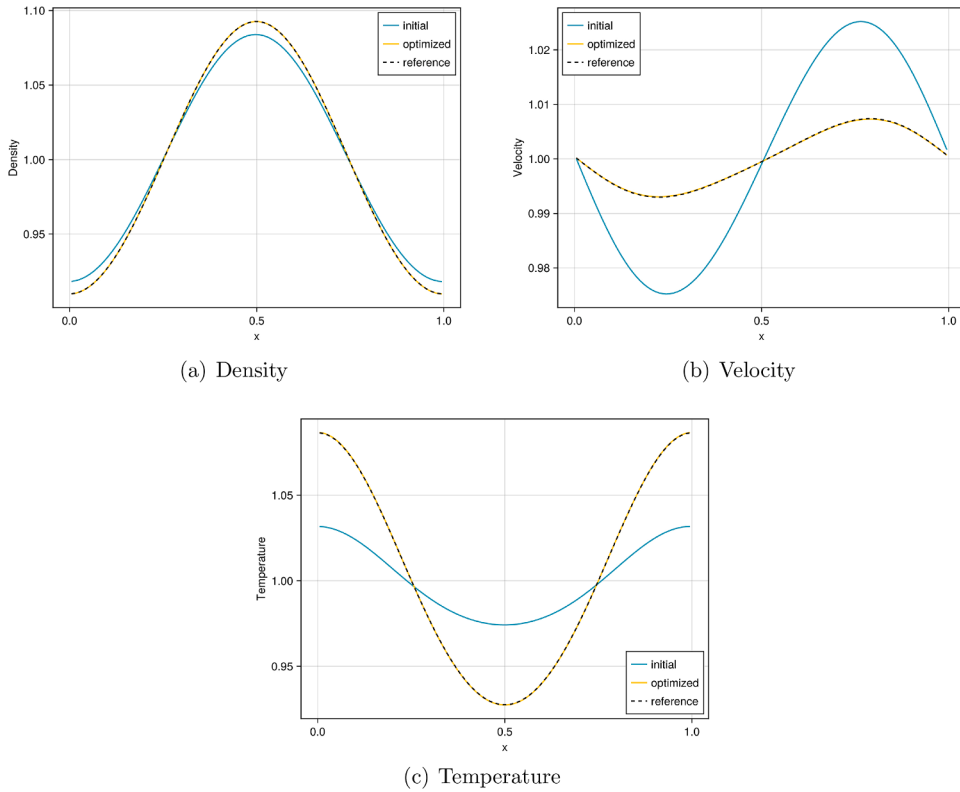 1.10
1.05
1.00
0.95
Density
0.0
0.5
1.0
x
initial
optimized
reference
(a) Density
1.02
1.01
1.00
0.99
0.98
Velocity
0.0
0.5
1.0
x
initial
optimized
reference
(b) Velocity
1.05
1.00
0.95
Temperature
0.0
0.5
1.0
x
initial
optimized
reference
(c) Temperature